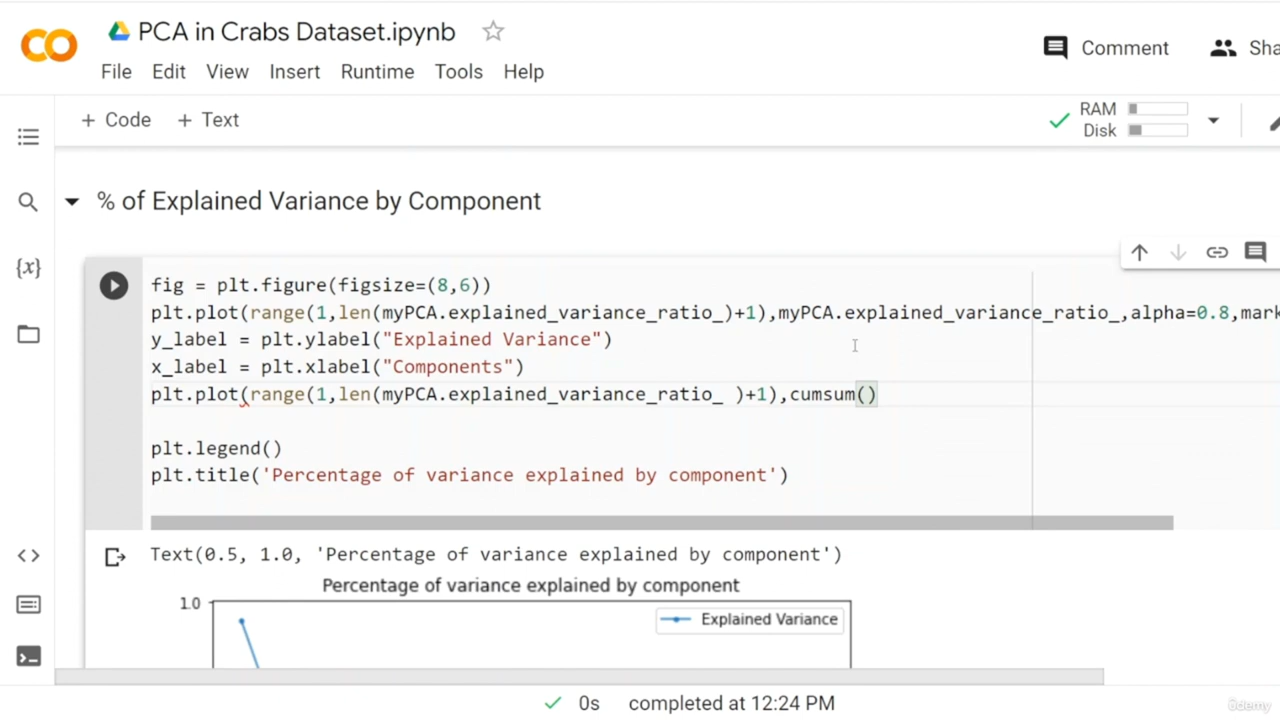 PCA in Crabs Dataset.ipynb
Comment
Sha
File Edit View Insert Runtime Tools Help
+ Code + Text
RAM
Disk
% of Explained Variance by Component
{x}
fig = plt.figure(figsize=(8,6))
plt.plot(range(1,len(myPCA.explained_variance_ratio_)+1),myPCA.explained_variance_ratio_,alpha=0.8,mark
y_label = plt.ylabel("Explained Variance")
x_label = plt.xlabel("Components")
plt.plot(range(1,len(myPCA.explained_variance_ratio_ )+1),cumsum()
plt.legend()
plt.title('Percentage of variance explained by component')
Text(0.5, 1.0, 'Percentage of variance explained by component')
Percentage of variance explained by component
1.0
Explained Variance
0s completed at 12:24 PM
ûdemy